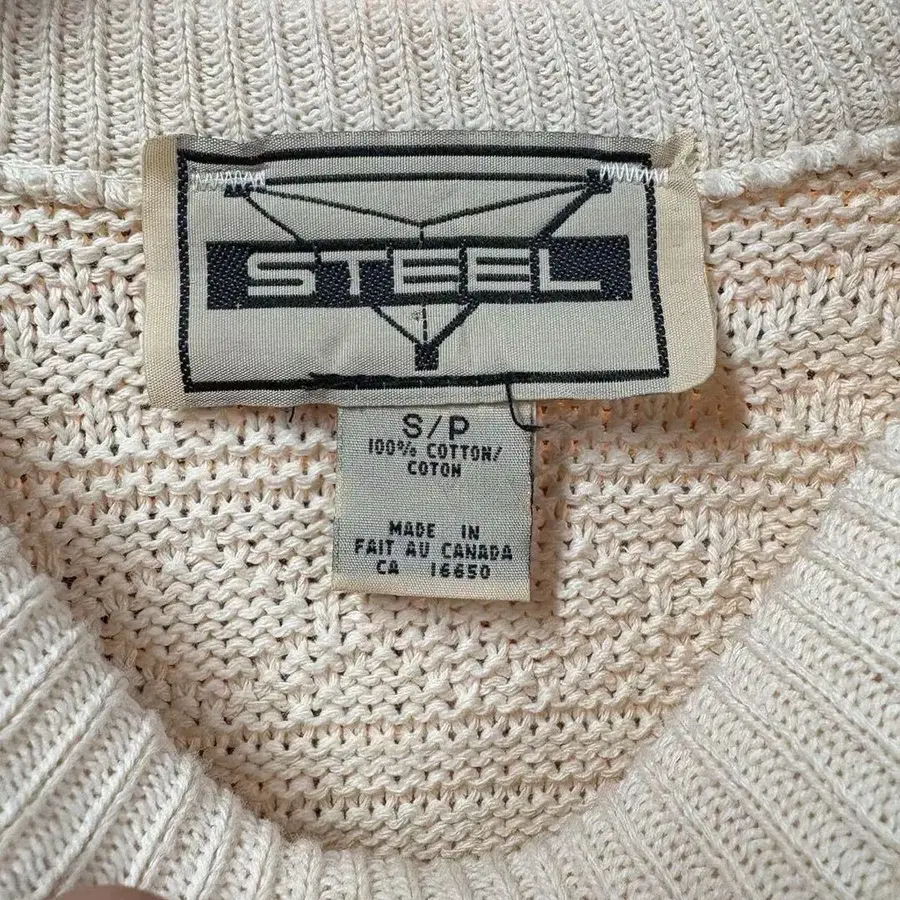 STEEL
S/P
100% COTTON/
COTON
MADE IN
FAIT AU CANADA
CA 16650